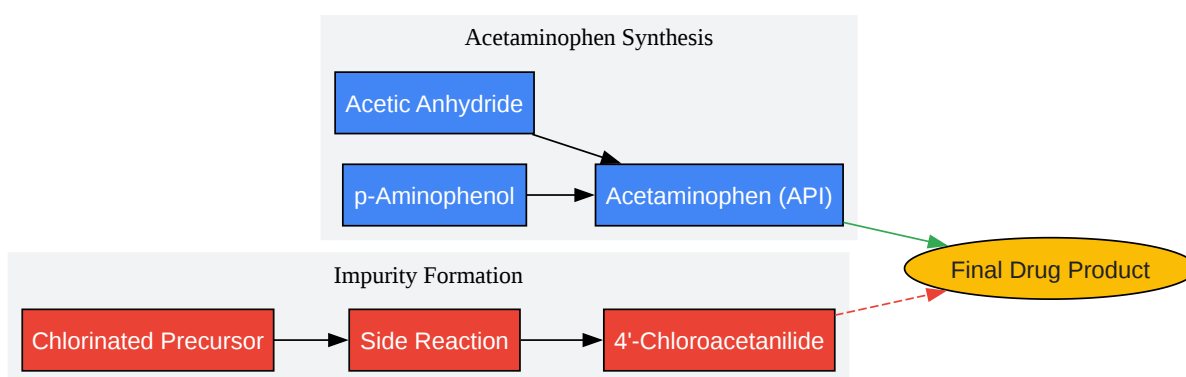 Acetaminophen Synthesis
Acetic Anhydride
p-Aminophenol
Acetaminophen (API)
Final Drug Product
Impurity Formation
Chlorinated Precursor
Side Reaction
4'-Chloroacetanilide